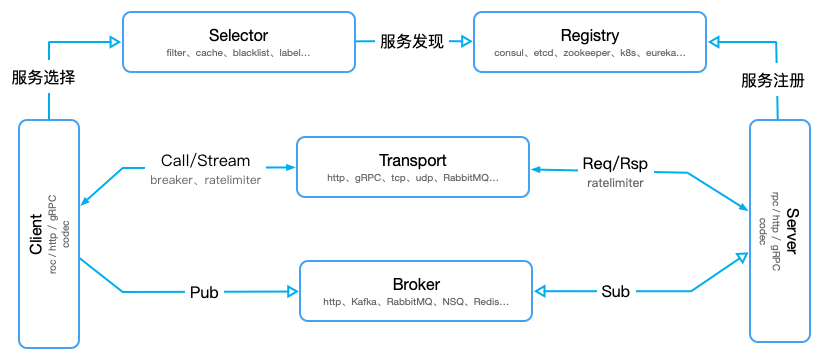 Selector
filter、cache、blacklist、label...
服务发现
Registry
consul、etcd、zookeeper、k8s、eureka...
服务选择
服务注册
Call/Stream
breaker、ratelimiter
Transport
http、gRPC、tcp、udp、RabbitMQ...
Req/Rsp
ratelimiter
Client
roc / http / gRPC
codec
Server
rpc / http / gRPC
codec
Pub
Broker
http、Kafka、RabbitMQ、NSQ、Redis...
Sub